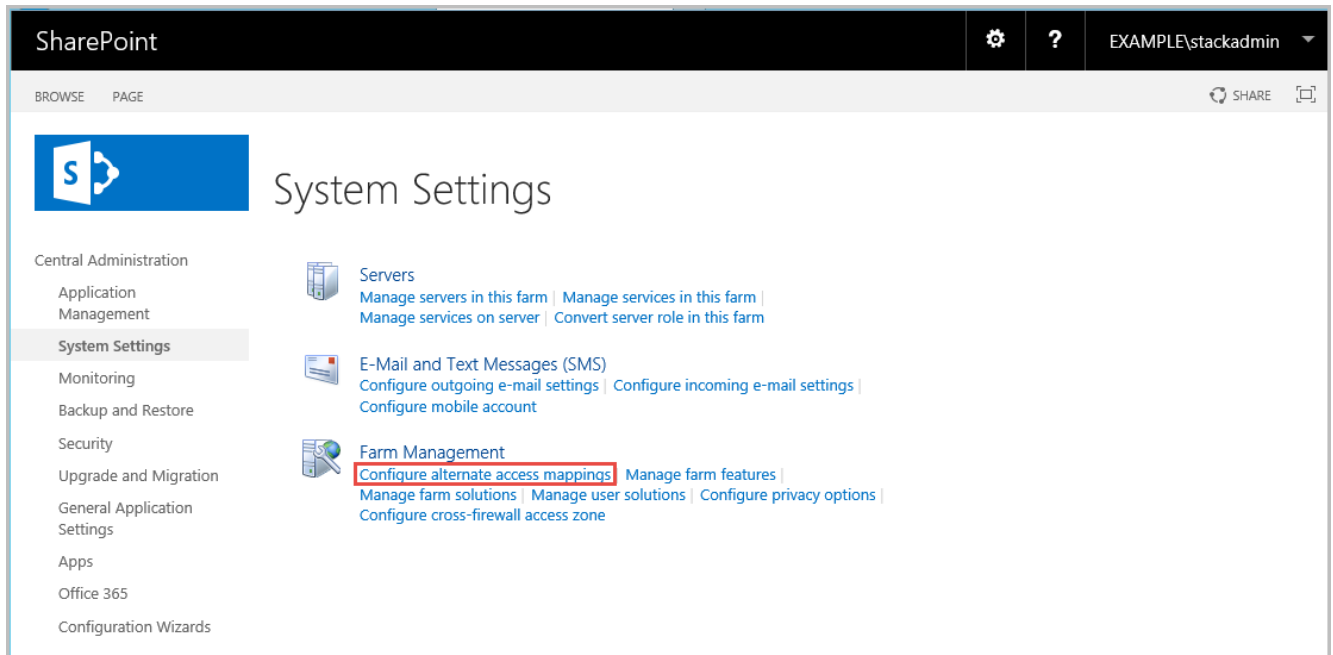 SharePoint
? EXAMPLE\stackadmin
BROWSE PAGE SHARE
S
System Settings
Central Administration
Application
Management
System Settings
Monitoring
Backup and Restore
Security
Upgrade and Migration
General Application
Settings
Apps
Office 365
Configuration Wizards
Servers
Manage servers in this farm | Manage services in this farm |
Manage services on server | Convert server role in this farm
E-Mail and Text Messages (SMS)
Configure outgoing e-mail settings | Configure incoming e-mail settings |
Configure mobile account
Farm Management
Configure alternate access mappings Manage farm features |
Manage farm solutions | Manage user solutions | Configure privacy options |
Configure cross-firewall access zone